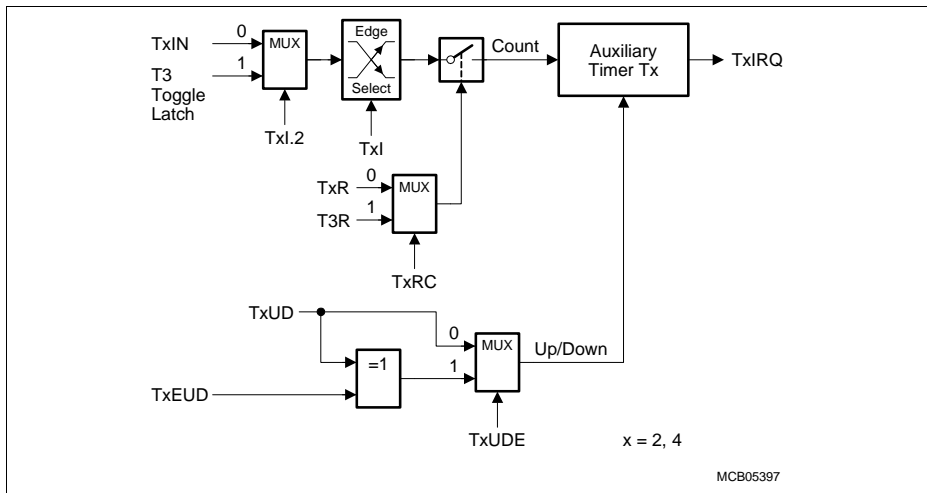 TxIN
0
MUX
Edge
Select
Count
Auxiliary
Timer Tx
TxIRQ
T3
Toggle
Latch
1
TxI.2
TxI
TxR
0
MUX
T3R
1
TxRC
TxUD
0
MUX
Up/Down
=1
1
TxEUD
TxUDE
x = 2, 4
MCB05397